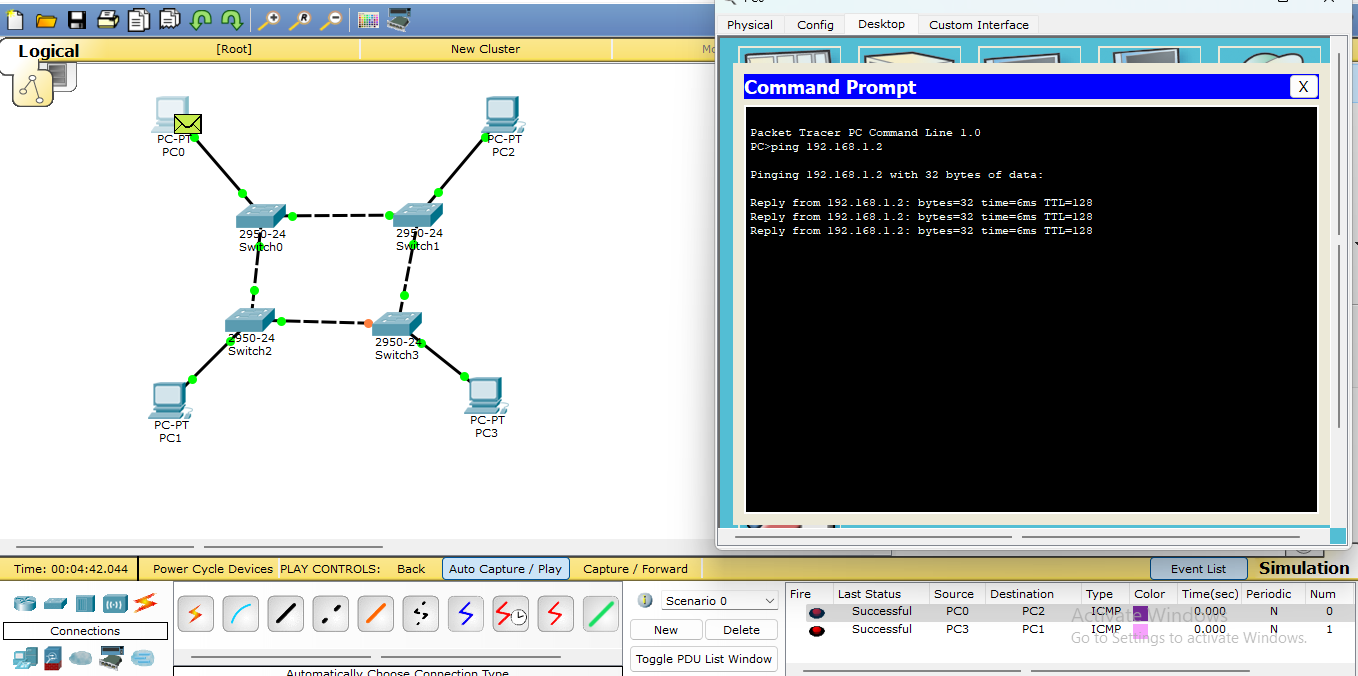 Physical Config Desktop Custom Interface
Logical [Root] New Cluster
Command Prompt X
Packet Tracer PC Command Line 1.0
PC>ping 192.168.1.2
Pinging 192.168.1.2 with 32 bytes of data:
Reply from 192.168.1.2: bytes=32 time=6ms TTL=128
Reply from 192.168.1.2: bytes=32 time=6ms TTL=128
Reply from 192.168.1.2: bytes=32 time=6ms TTL=128
PC-PT
PC0
PC-PT
PC2
2950-24
Switch0
2950-24
Switch1
2950-24
Switch2
2950-24
Switch3
PC-PT
PC1
PC-PT
PC3
Time: 00:04:42.044 Power Cycle Devices PLAY CONTROLS: Back Auto Capture / Play Capture / Forward Event List Simulation
Connections
Automatically Choose Connection Type
Scenario 0
New Delete
Toggle PDU List Window
Fire Last Status Source Destination Type Color Time(sec) Periodic Num
Successful PC0 PC2 ICMP 0.000 N 0
Successful PC3 PC1 ICMP 0.000 N 1
Activate Windows
Go to Settings to activate Windows.